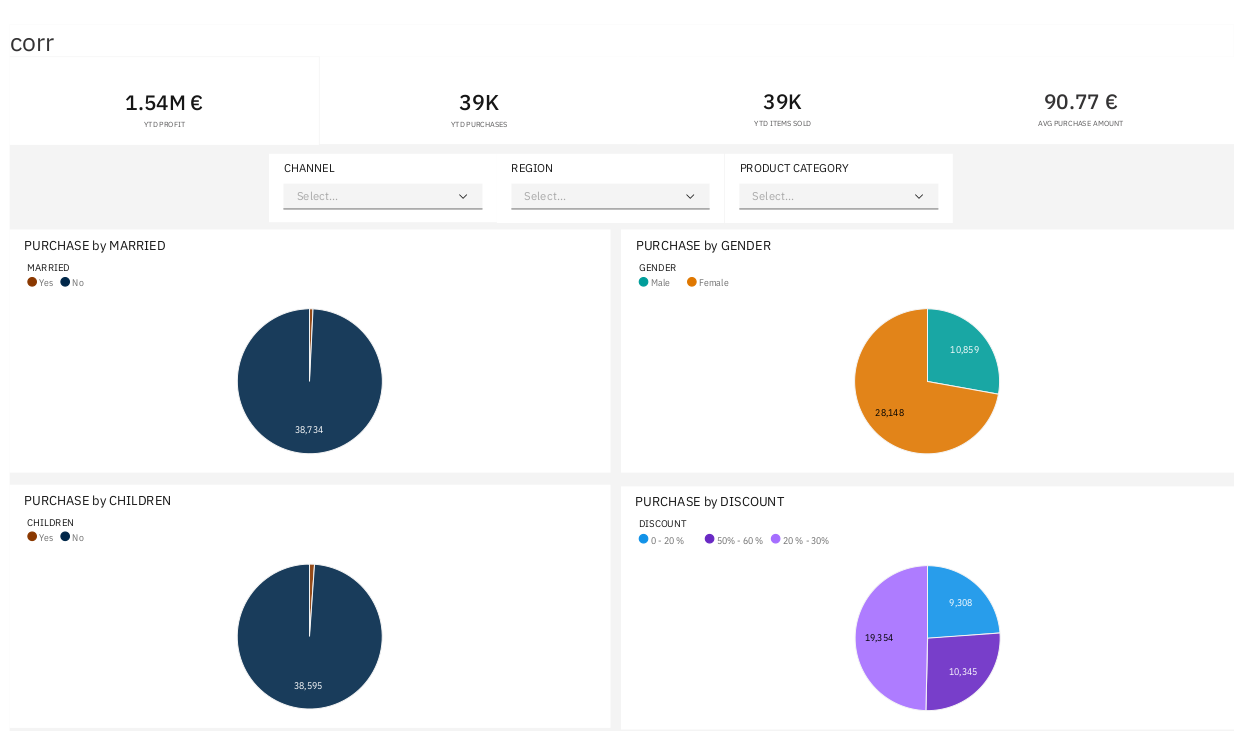 corr
1.54M €
YTD PROFIT
39K
YTD PURCHASES
39K
YTD ITEMS SOLD
90.77 €
AVG PURCHASE AMOUNT
CHANNEL
Select...
REGION
Select...
PRODUCT CATEGORY
Select...
PURCHASE by MARRIED
MARRIED
Yes No
38,734
PURCHASE by GENDER
GENDER
Male Female
10,859
28,148
PURCHASE by CHILDREN
CHILDREN
Yes No
38,595
PURCHASE by DISCOUNT
DISCOUNT
0 - 20 % 50% - 60 % 20 % - 30%
9,308
19,354
10,345